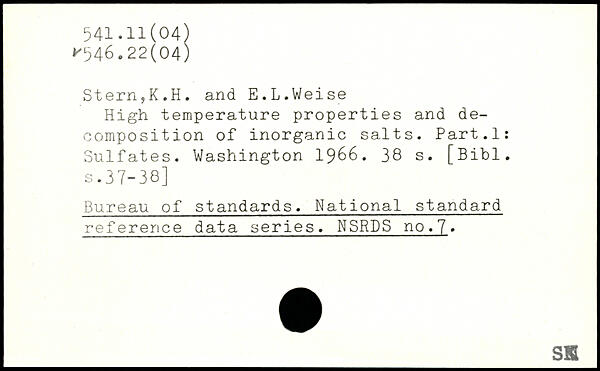 541.11(04)
✓546.22(04)
Stern,K.H. and E.L.Weise
High temperature properties and de-
composition of inorganic salts. Part.1:
Sulfates. Washington 1966. 38 s. [Bibl.
s.37-38]
Bureau of standards. National standard
reference data series. NSRDS no.7.